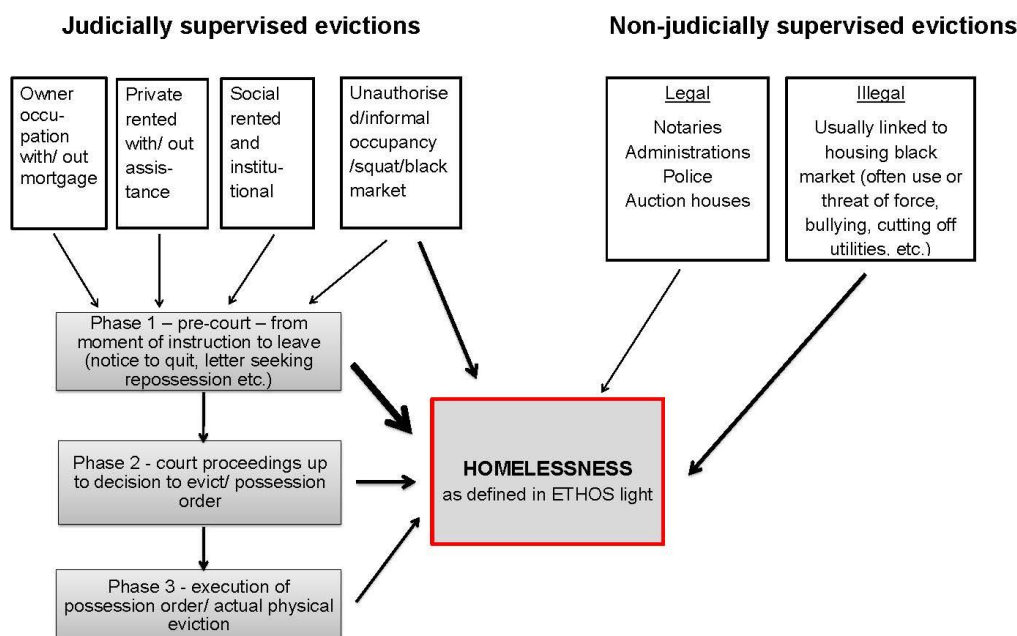 Judicially supervised evictions
Non-judicially supervised evictions
Owner
occu-
pation
with/ out
mortgage
Private
rented
with/ out
assis-
tance
Social
rented
and
institu-
tional
Unauthorise
d/informal
occupancy
/squat/black
market
Legal
Notaries
Administrations
Police
Auction houses
Illegal
Usually linked to
housing black
market (often use or
threat of force,
bullying, cutting off
utilities, etc.)
Phase 1 – pre-court – from
moment of instruction to leave
(notice to quit, letter seeking
repossession etc.)
Phase 2 - court proceedings up
to decision to evict/ possession
order
Phase 3 - execution of
possession order/ actual physical
eviction
HOMELESSNESS
as defined in ETHOS light